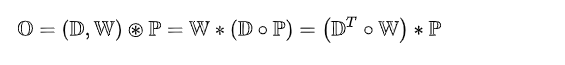 𝕆 = (𝔻, 𝕎) ⊛ ℙ = 𝕎 ∗ (𝔻 ∘ ℙ) = (𝔻^T ∘ 𝕎) ∗ ℙ